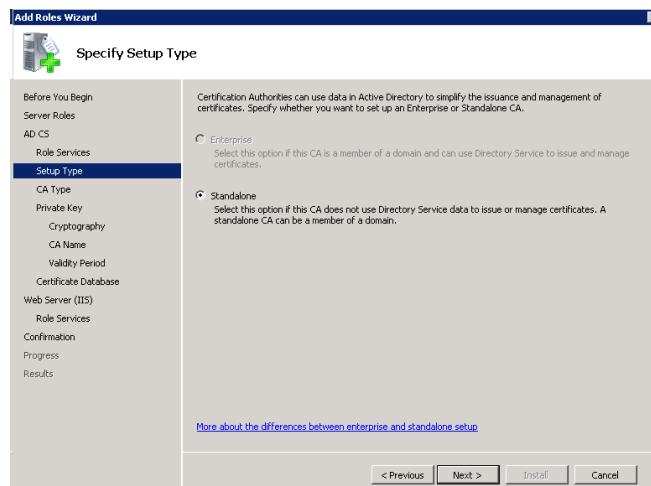 Add Roles Wizard
Specify Setup Type
Before You Begin
Server Roles
AD CS
Role Services
Setup Type
CA Type
Private Key
Cryptography
CA Name
Validity Period
Certificate Database
Web Server (IIS)
Role Services
Confirmation
Progress
Results
Certification Authorities can use data in Active Directory to simplify the issuance and management of
certificates. Specify whether you want to set up an Enterprise or Standalone CA.
Enterprise
Select this option if this CA is a member of a domain and can use Directory Service to issue and manage
certificates.
Standalone
Select this option if this CA does not use Directory Service data to issue or manage certificates. A
standalone CA can be a member of a domain.
More about the differences between enterprise and standalone setup
< Previous
Next >
Install
Cancel